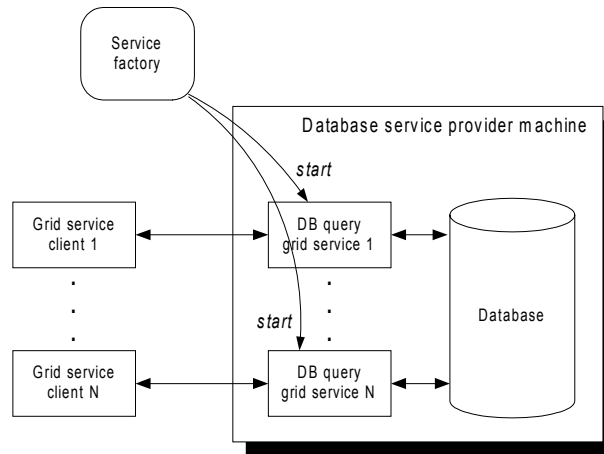 Service
factory
Database service provider machine
start
Grid service
client 1
DB query
grid service 1
.
.
.
.
.
.
start
Database
Grid service
client N
DB query
grid service N